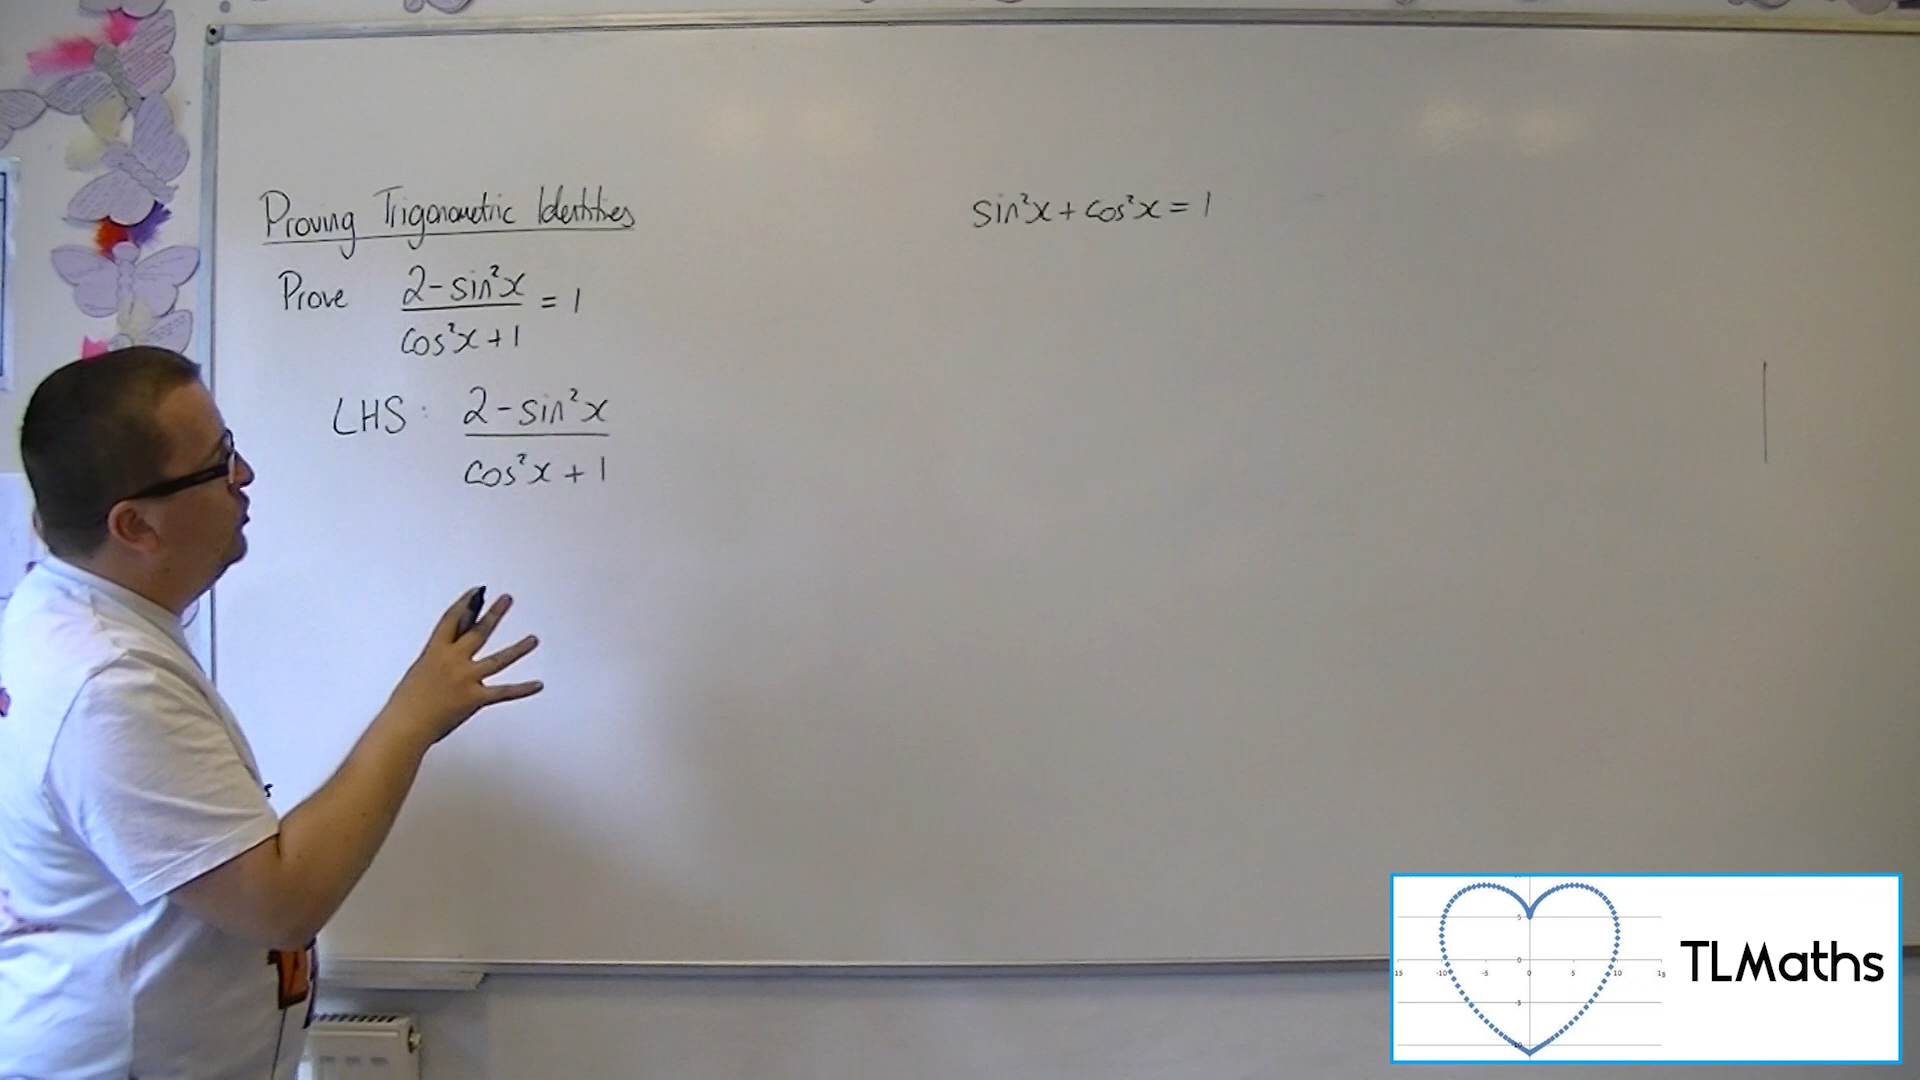 Proving Trigonometric Identities
sin²x + cos²x = 1
Prove (2 - sin²x)/(cos²x + 1) = 1
LHS: (2 - sin²x)/(cos²x + 1)
TLMaths